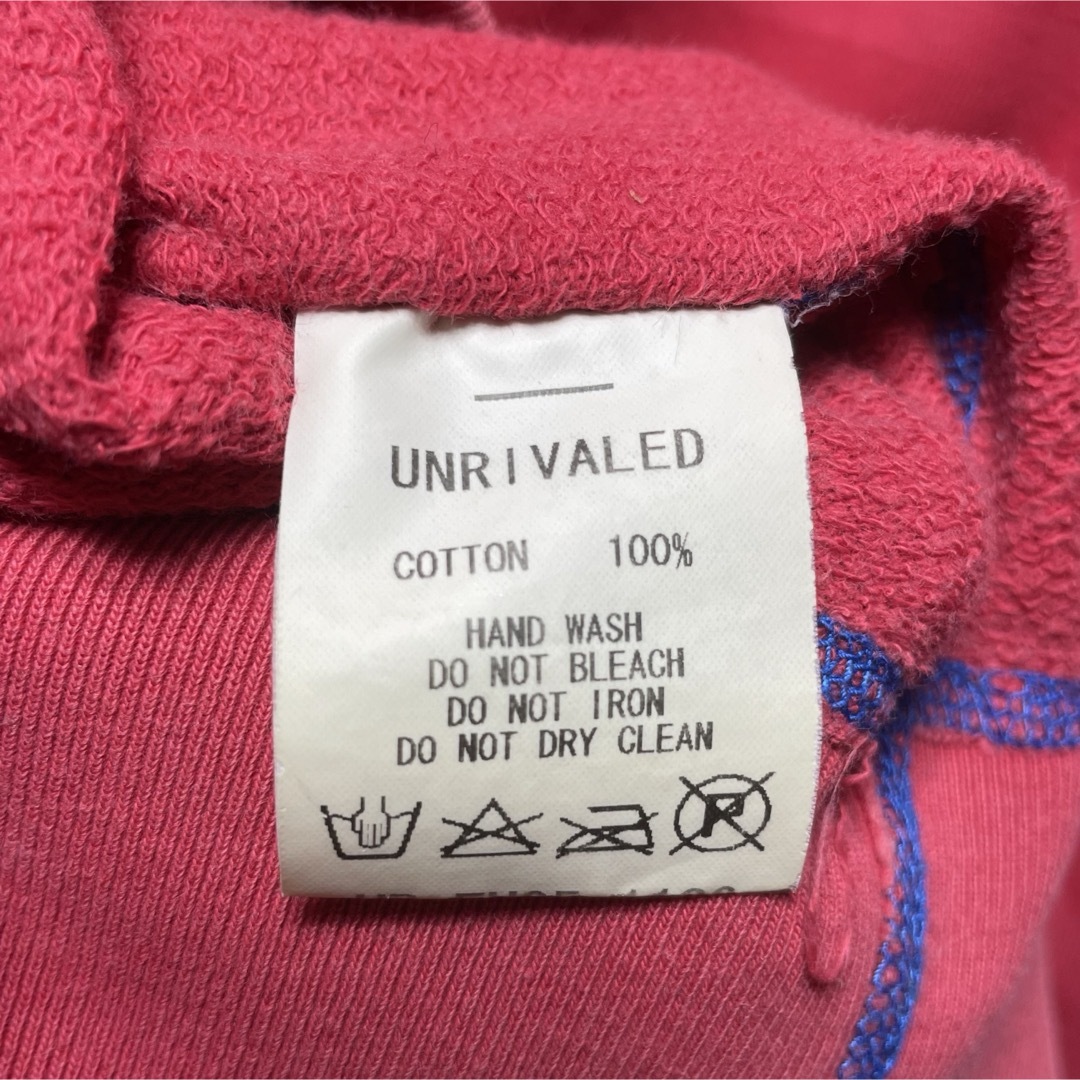 UNRIVALED
COTTON 100%
HAND WASH
DO NOT BLEACH
DO NOT IRON
DO NOT DRY CLEAN
P